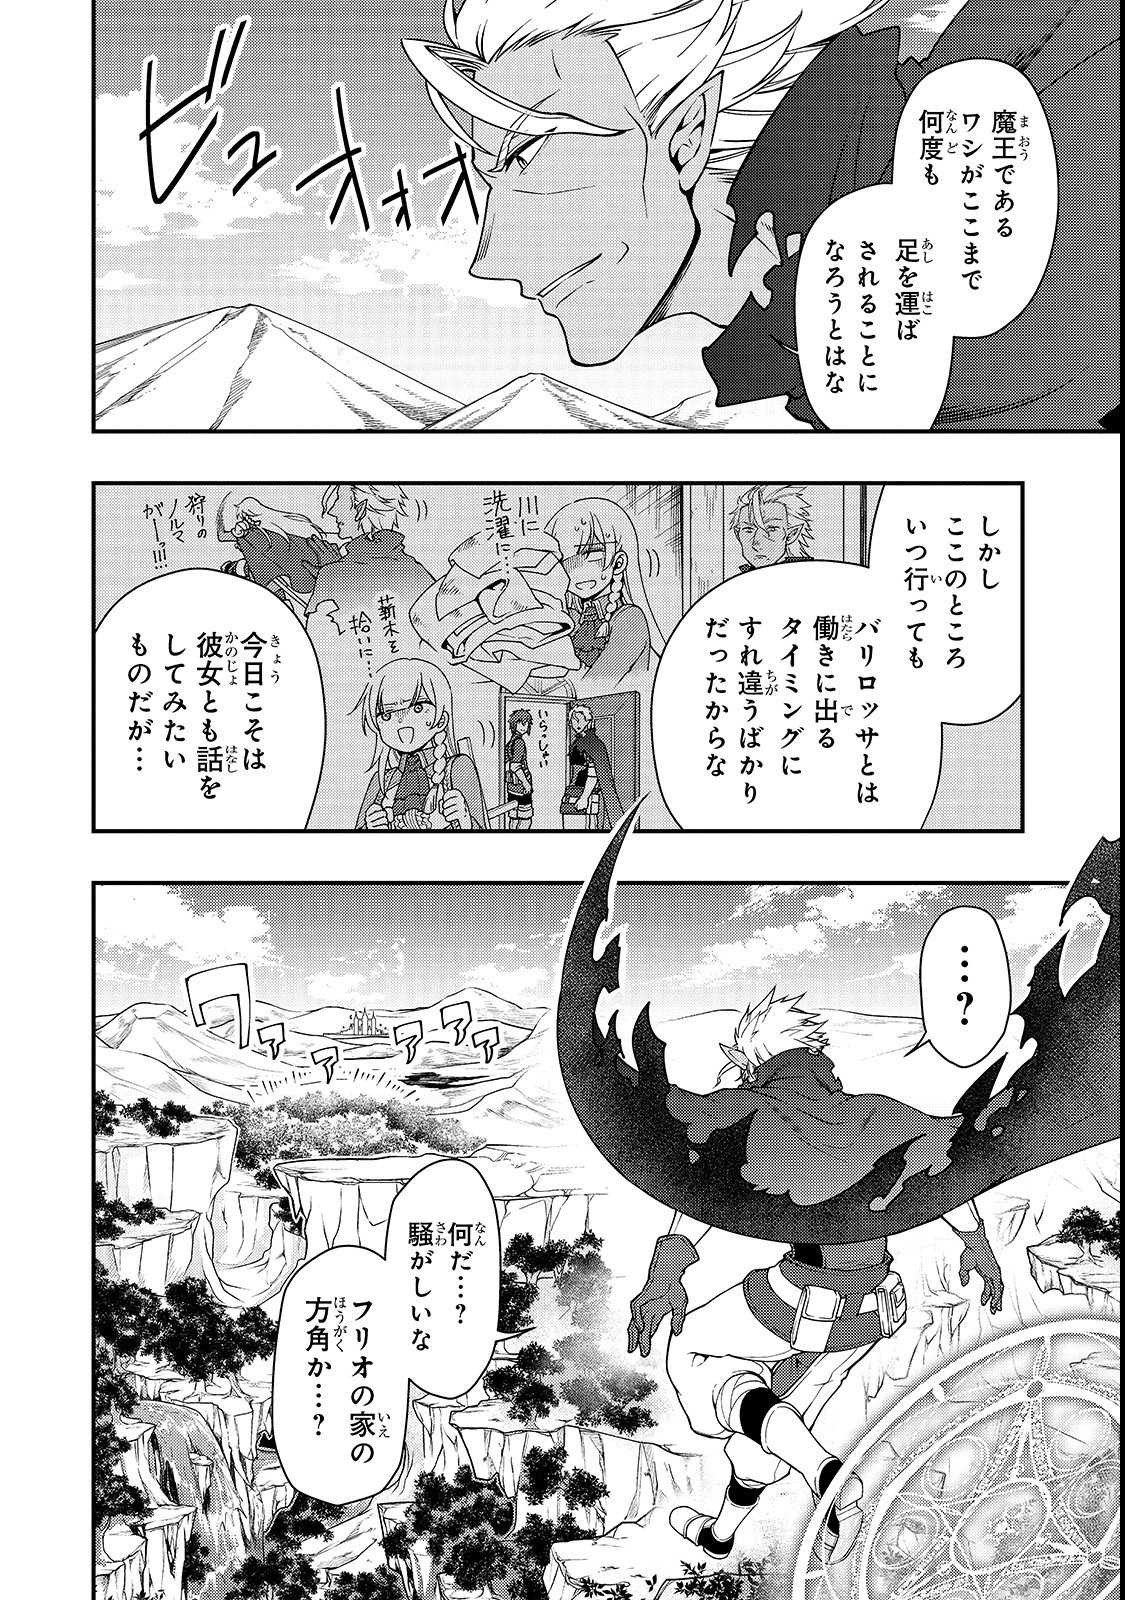 魔王である
ワシがここまで
何度も
足を運ば
されることに
なろうとはな
ビュオォオ
しかし
ここのところ
いつ行っても
バリロッサとは
働きに出る
タイミングに
すれ違うばかり
だったからな
川に
洗濯に…
狩りの
ノルマ
がーっ!!!
薪木を
拾いに…
いらっしゃい
今日こそは
彼女とも話を
してみたい
ものだが…
…?
ワァァァァァ
何だ…?
騒がしいな
フリオの家の
方角か…?